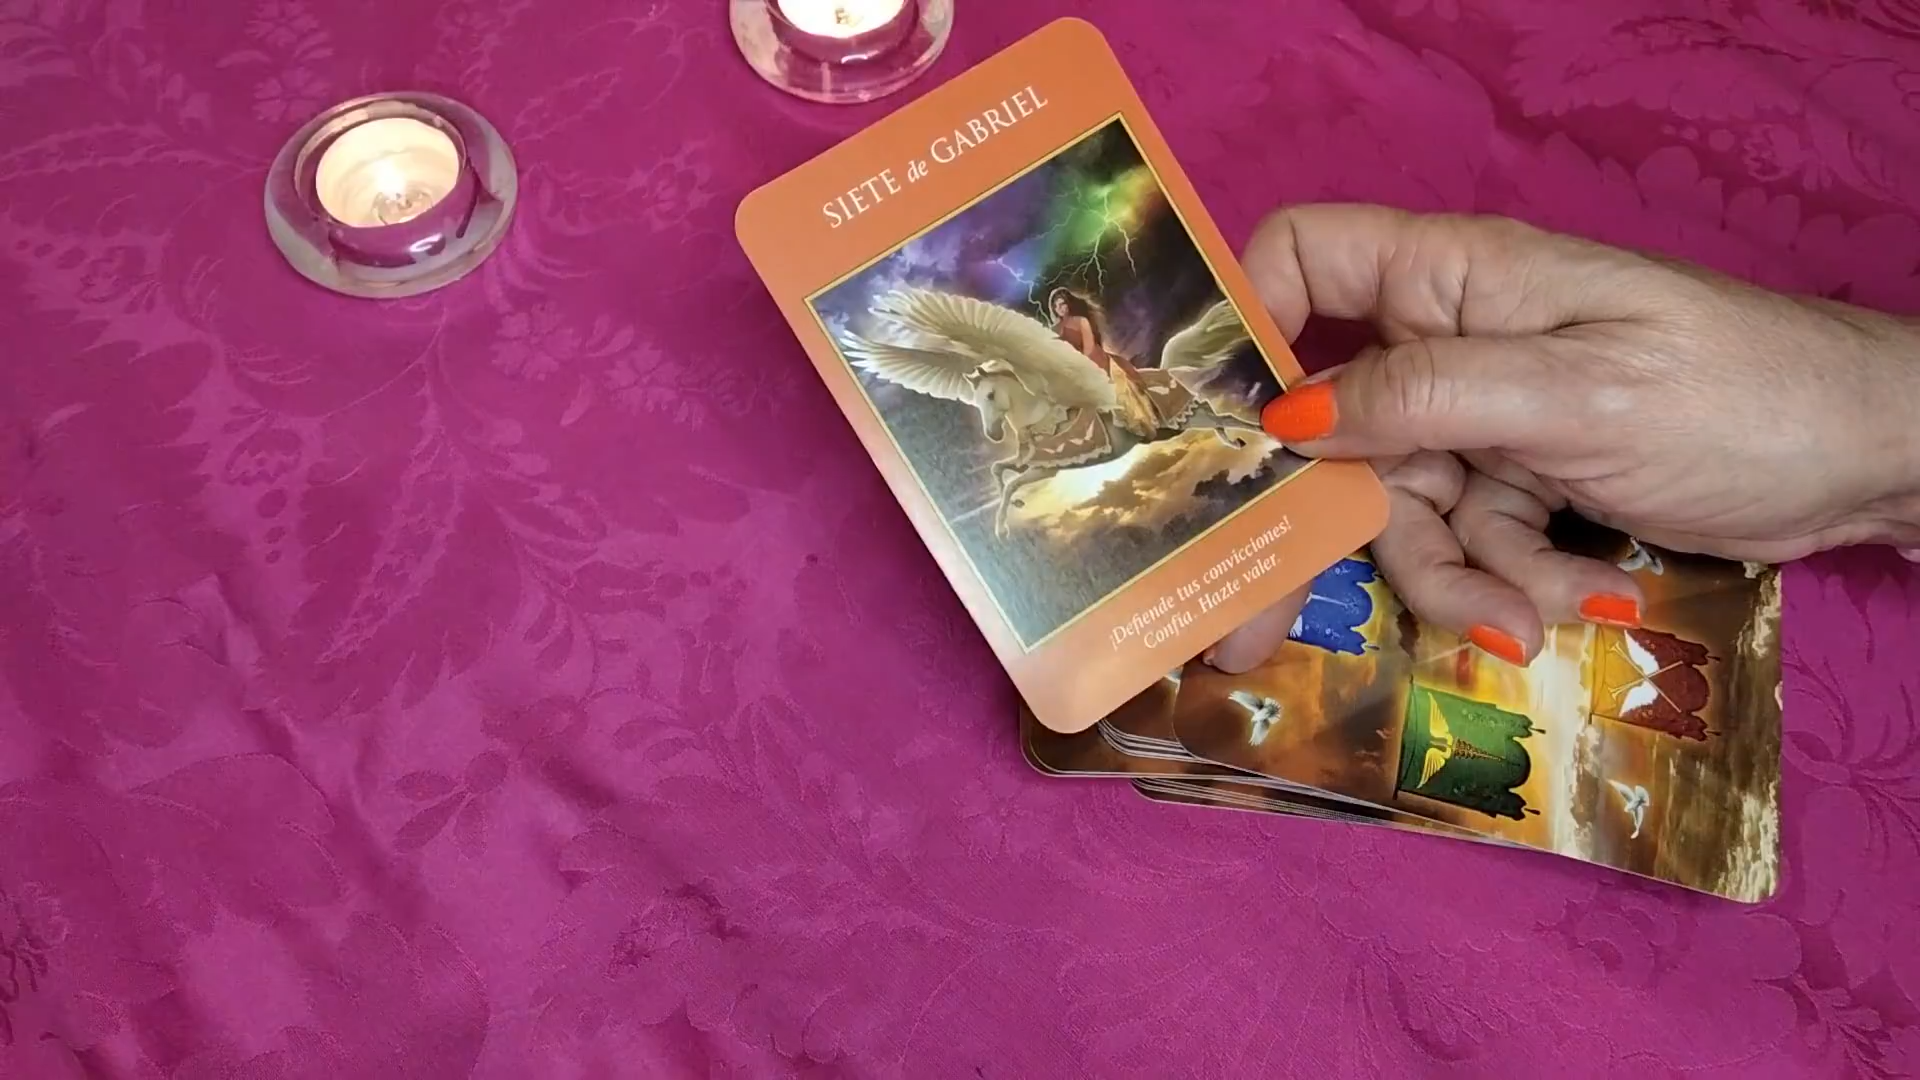 SIETE de GABRIEL
¡Defiende tus convicciones!
Confía. Hazte valer.